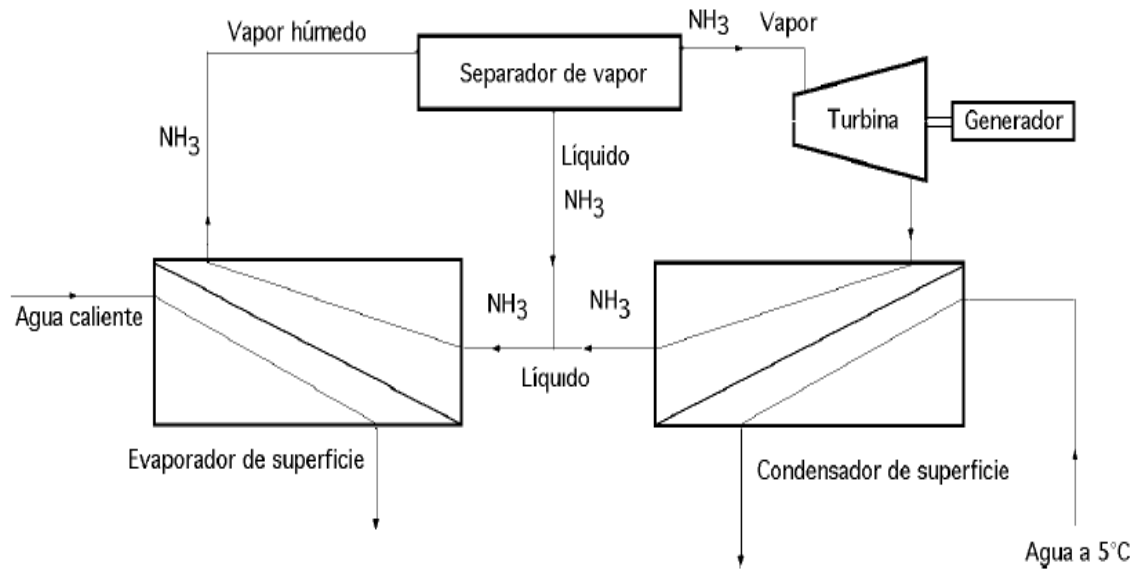 Vapor húmedo
NH3
Vapor
Separador de vapor
Turbina
Generador
NH3
Líquido
NH3
Agua caliente
NH3
NH3
Líquido
Evaporador de superficie
Condensador de superficie
Agua a 5°C